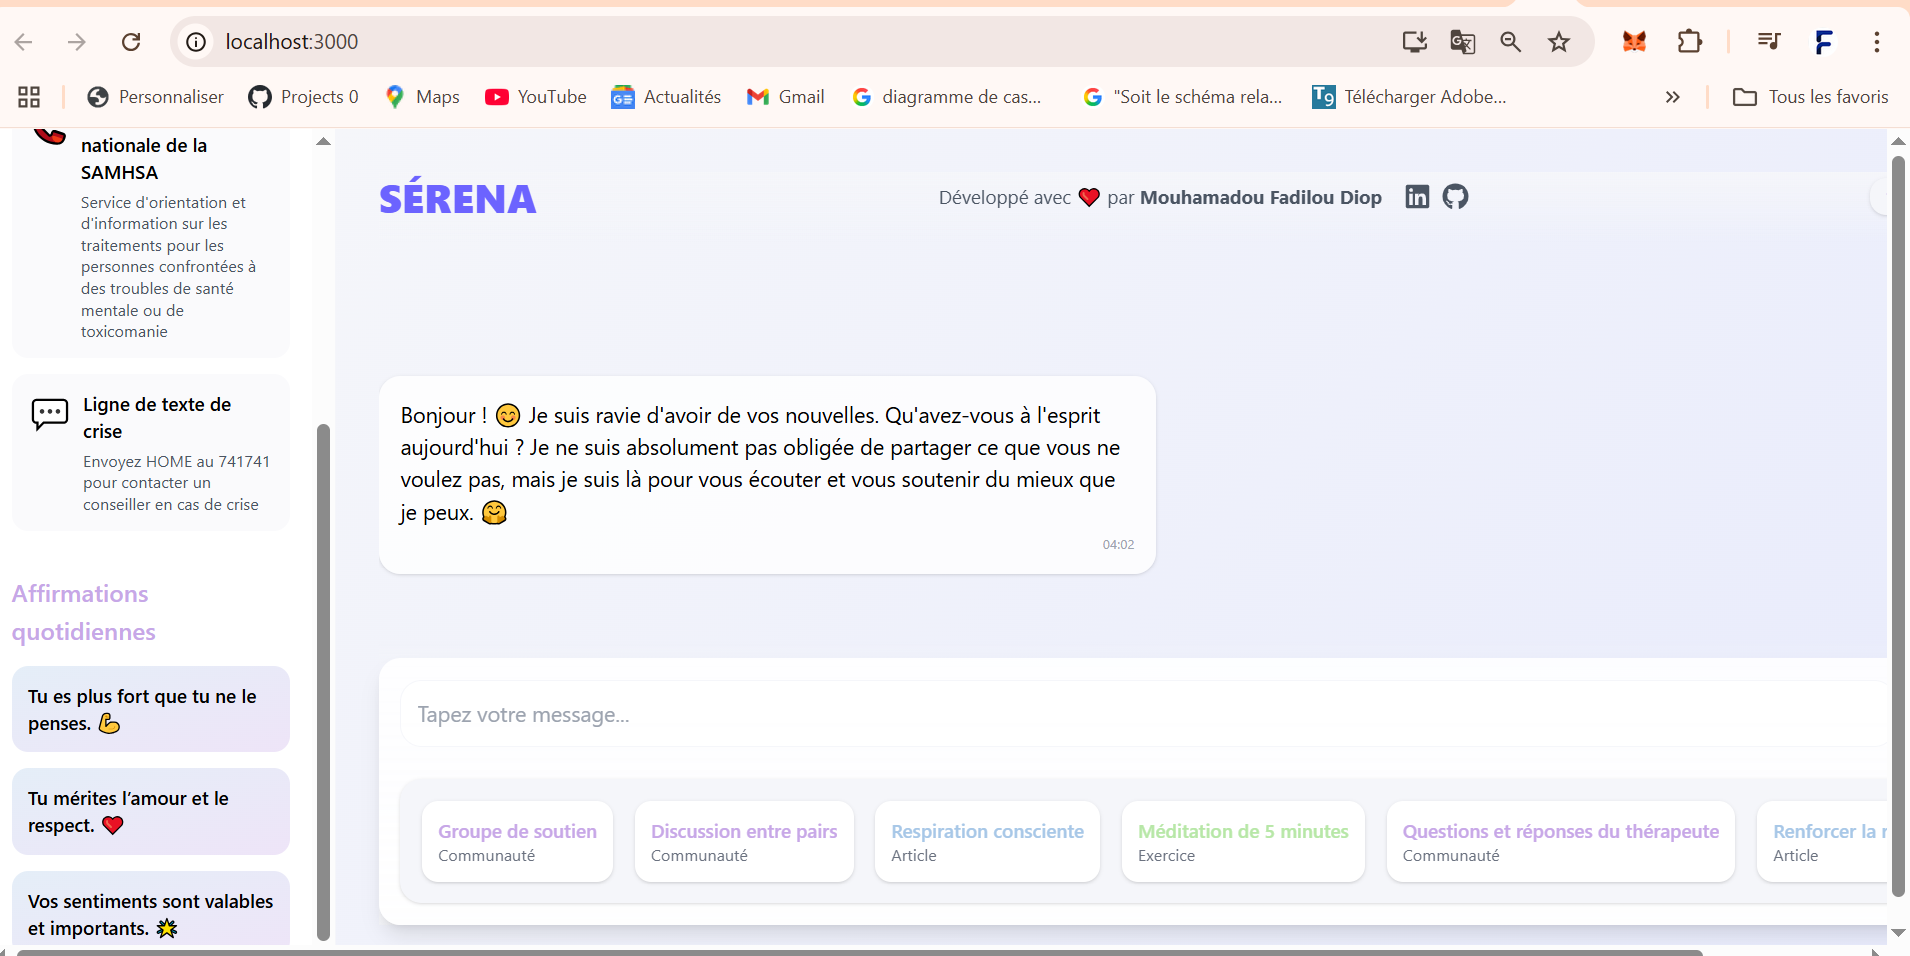 localhost:3000
Personnaliser
Projects 0
Maps
YouTube
Actualités
Gmail
diagramme de cas...
"Soit le schéma rela...
Télécharger Adobe...
Tous les favoris
nationale de la
SAMHSA
Service d'orientation et
d'information sur les
traitements pour les
personnes confrontées à
des troubles de santé
mentale ou de
toxicomanie
Ligne de texte de
crise
Envoyez HOME au 741741
pour contacter un
conseiller en cas de crise
Affirmations
quotidiennes
Tu es plus fort que tu ne le
penses. 💪
Tu mérites l’amour et le
respect. ❤️
Vos sentiments sont valables
et importants. 🌟
SÉRENA
Développé avec ❤️ par Mouhamadou Fadilou Diop
Bonjour ! 😊 Je suis ravie d'avoir de vos nouvelles. Qu'avez-vous à l'esprit
aujourd'hui ? Je ne suis absolument pas obligée de partager ce que vous ne
voulez pas, mais je suis là pour vous écouter et vous soutenir du mieux que
je peux. 🤗
04:02
Tapez votre message...
Groupe de soutien
Communauté
Discussion entre pairs
Communauté
Respiration consciente
Article
Méditation de 5 minutes
Exercice
Questions et réponses du thérapeute
Communauté
Renforcer la
Article